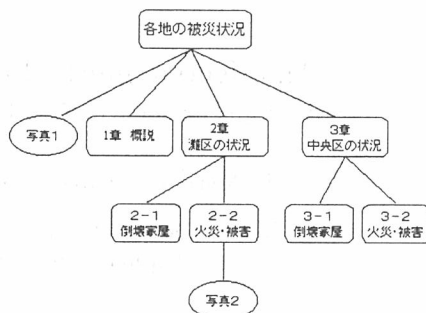 各地の被災状況
写真1
1章 概説
2章
灘区の状況
3章
中央区の状況
2-1
倒壊家屋
2-2
火災・被害
3-1
倒壊家屋
3-2
火災・被害
写真2